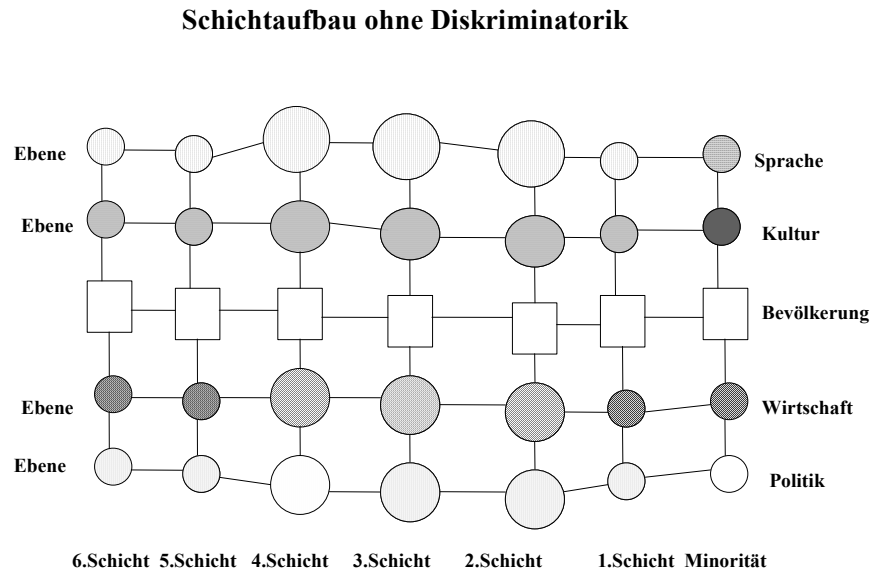 Schichtaufbau ohne Diskriminatorik
Ebene
Sprache
Ebene
Kultur
Bevölkerung
Ebene
Wirtschaft
Ebene
Politik
6.Schicht 5.Schicht 4.Schicht 3.Schicht 2.Schicht 1.Schicht Minorität